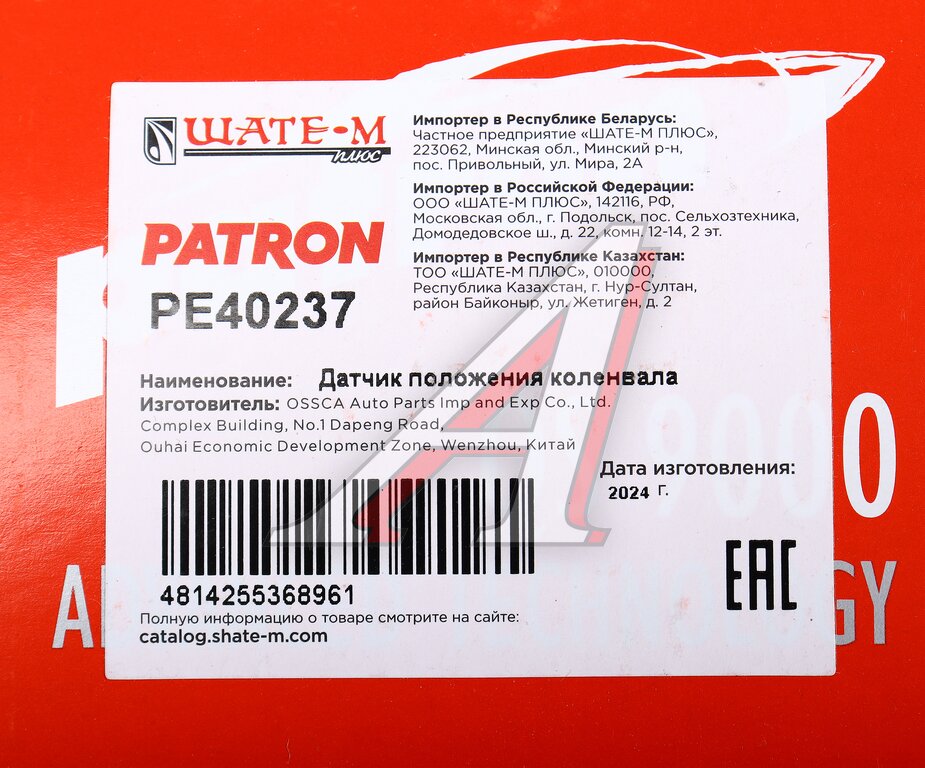 ШАТЕ-М
плюс
PATRON
PE40237
Импортер в Республике Беларусь:
Частное предприятие «ШАТЕ-М ПЛЮС»,
223062, Минская обл., Минский р-н,
пос. Привольный, ул. Мира, 2А
Импортер в Российской Федерации:
ООО «ШАТЕ-М ПЛЮС», 142116, РФ,
Московская обл., г. Подольск, пос. Сельхозтехника,
Домодедовское ш., д. 22, комн. 12-14, 2 эт.
Импортер в Республике Казахстан:
ТОО «ШАТЕ-М ПЛЮС», 010000,
Республика Казахстан, г. Нур-Султан,
район Байконыр, ул. Жетиген, д. 2
Наименование: Датчик положения коленвала
Изготовитель: OSSCA Auto Parts Imp and Exp Co., Ltd.
Complex Building, No.1 Dapeng Road,
Ouhai Economic Development Zone, Wenzhou, Китай
Дата изготовления:
2024 г.
4814255368961
EAC
Полную информацию о товаре смотрите на сайте:
catalog.shate-m.com